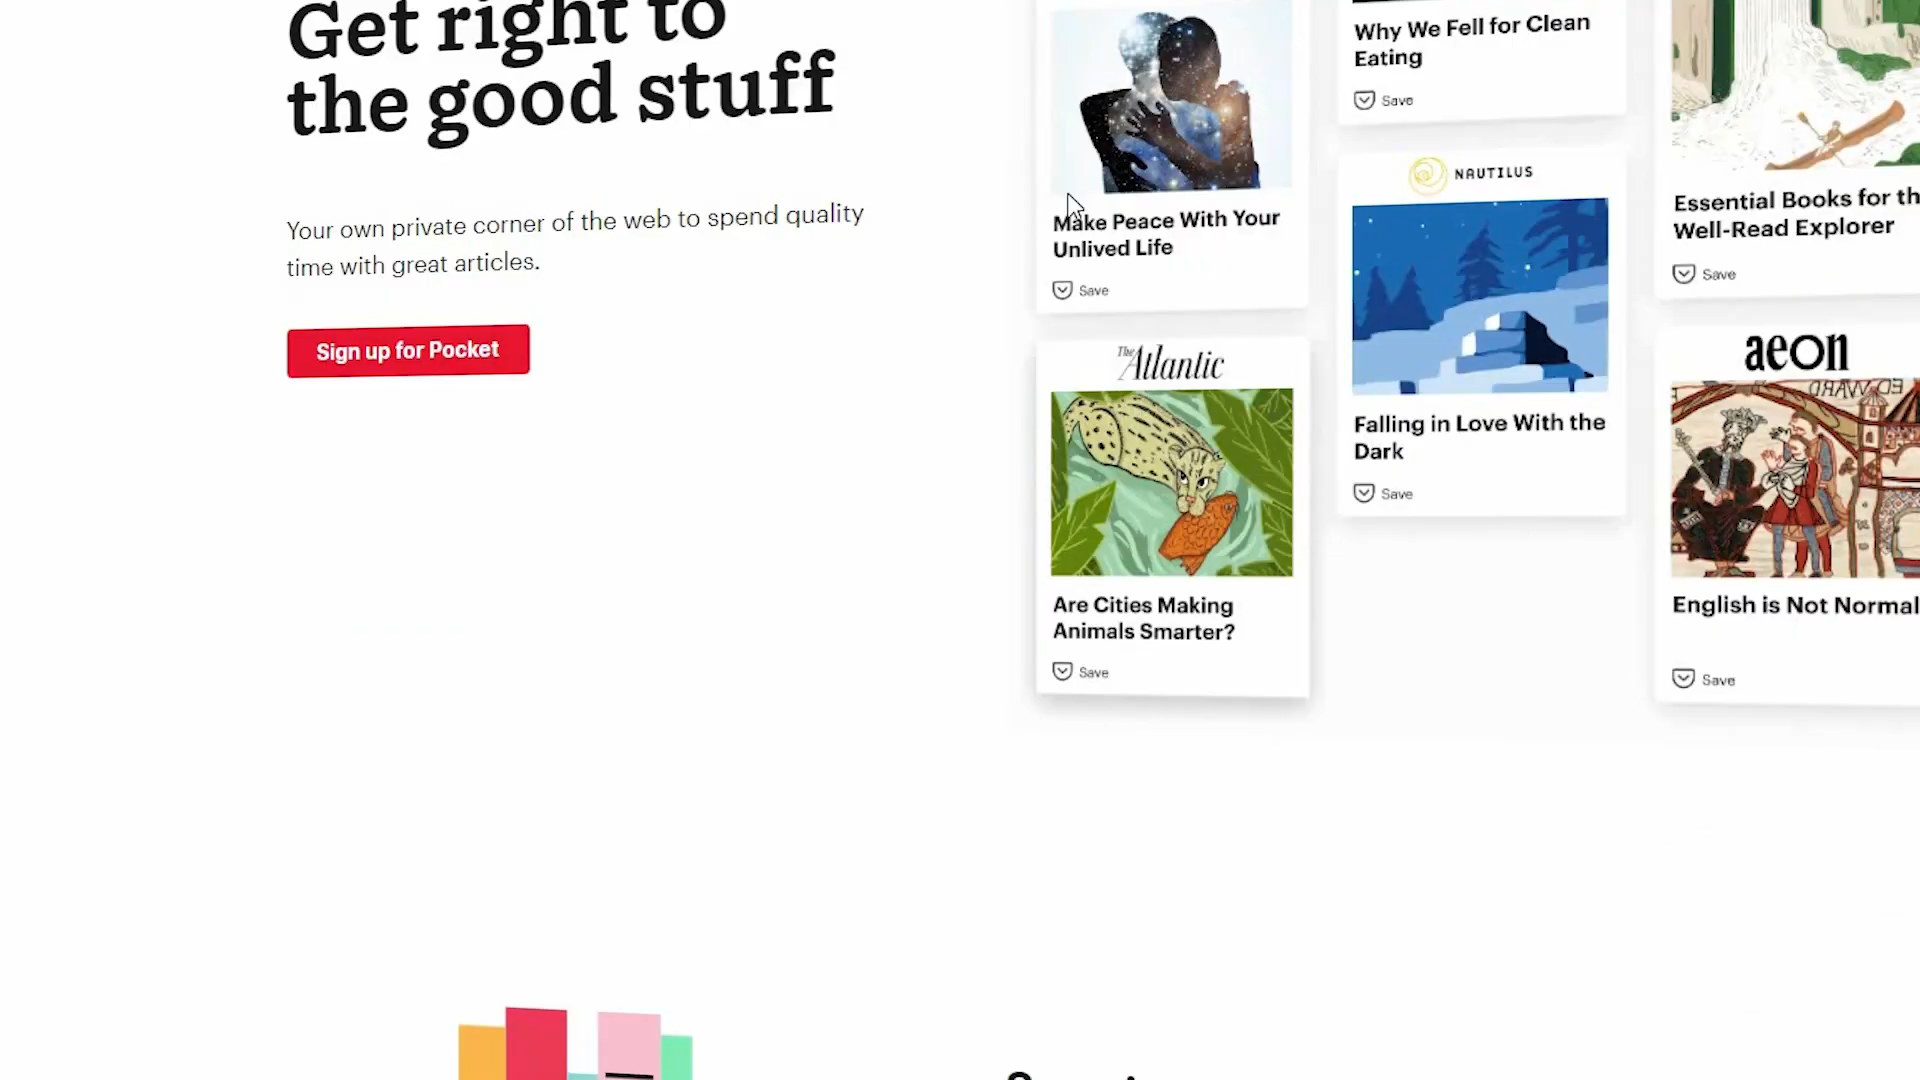 Get right to
the good stuff
Your own private corner of the web to spend quality
time with great articles.
Sign up for Pocket
Make Peace With Your
Unlived Life
Save
The Atlantic
Are Cities Making
Animals Smarter?
Save
Why We Fell for Clean
Eating
Save
NAUTILUS
Falling in Love With the
Dark
Save
Essential Books for th
Well-Read Explorer
Save
aeon
EDWARD
English is Not Normal
Save